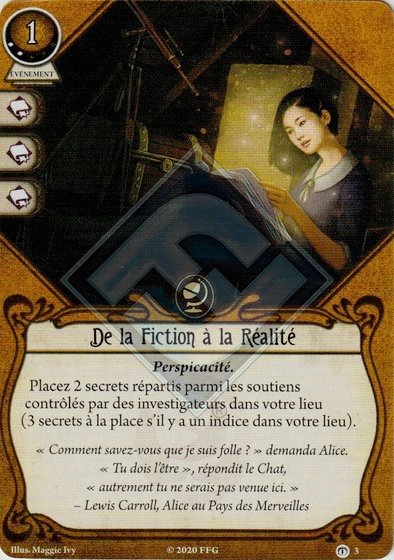 1
ÉVÉNEMENT
De la Fiction à la Réalité
Perspicacité.
Placez 2 secrets répartis parmi les soutiens
contrôlés par des investigateurs dans votre lieu
(3 secrets à la place s'il y a un indice dans votre lieu).
« Comment savez-vous que je suis folle ? » demanda Alice.
« Tu dois l'être », répondit le Chat,
« autrement tu ne serais pas venue ici. »
– Lewis Carroll, Alice au Pays des Merveilles
Illus. Maggie Ivy © 2020 FFG 3